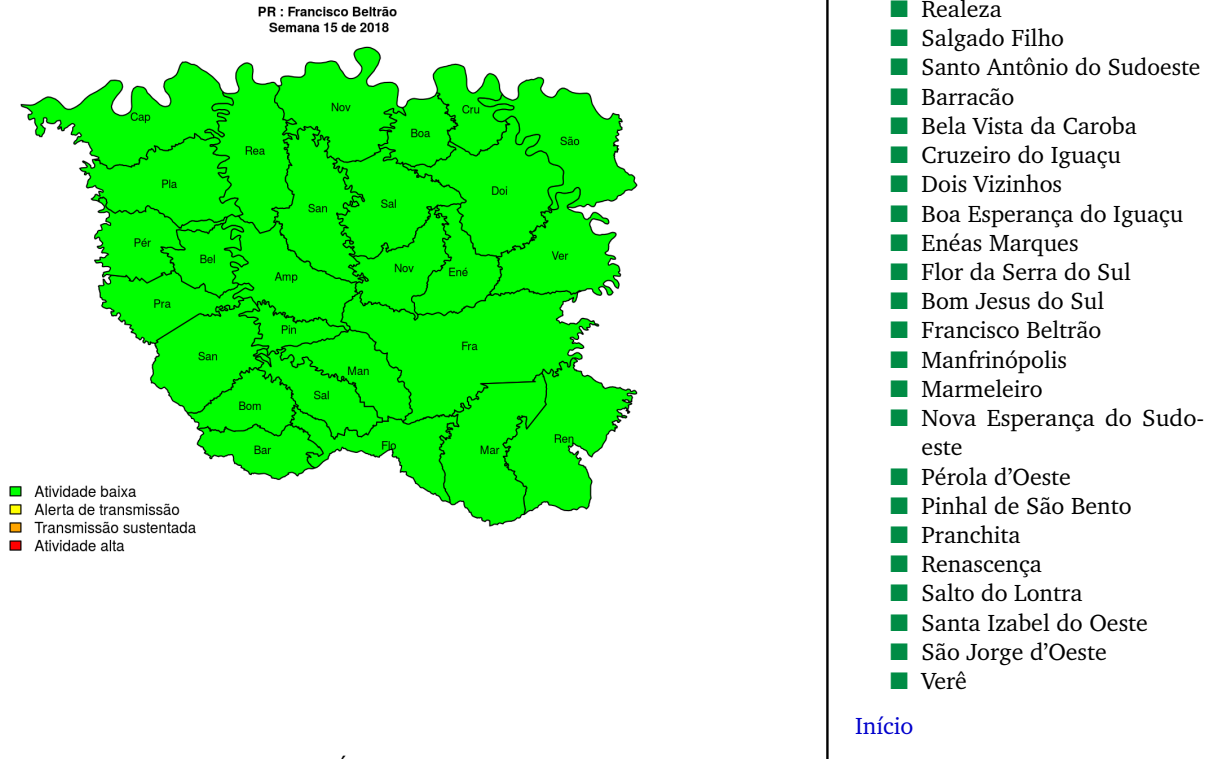 PR : Francisco Beltrão
Semana 15 de 2018
Cap
Nov
Cru
Boa
São
Rea
Pla
Doi
San
Sal
Pér
Bel
Ver
Nov
Ené
Amp
Pra
Pin
Fra
San
Man
Sal
Bom
Flo
Ren
Bar
Mar
Atividade baixa
Alerta de transmissão
Transmissão sustentada
Atividade alta
Realeza
Salgado Filho
Santo Antônio do Sudoeste
Barracão
Bela Vista da Caroba
Cruzeiro do Iguaçu
Dois Vizinhos
Boa Esperança do Iguaçu
Enéas Marques
Flor da Serra do Sul
Bom Jesus do Sul
Francisco Beltrão
Manfrinópolis
Marmeleiro
Nova Esperança do Sudo-
este
Pérola d’Oeste
Pinhal de São Bento
Pranchita
Renascença
Salto do Lontra
Santa Izabel do Oeste
São Jorge d’Oeste
Verê
Início